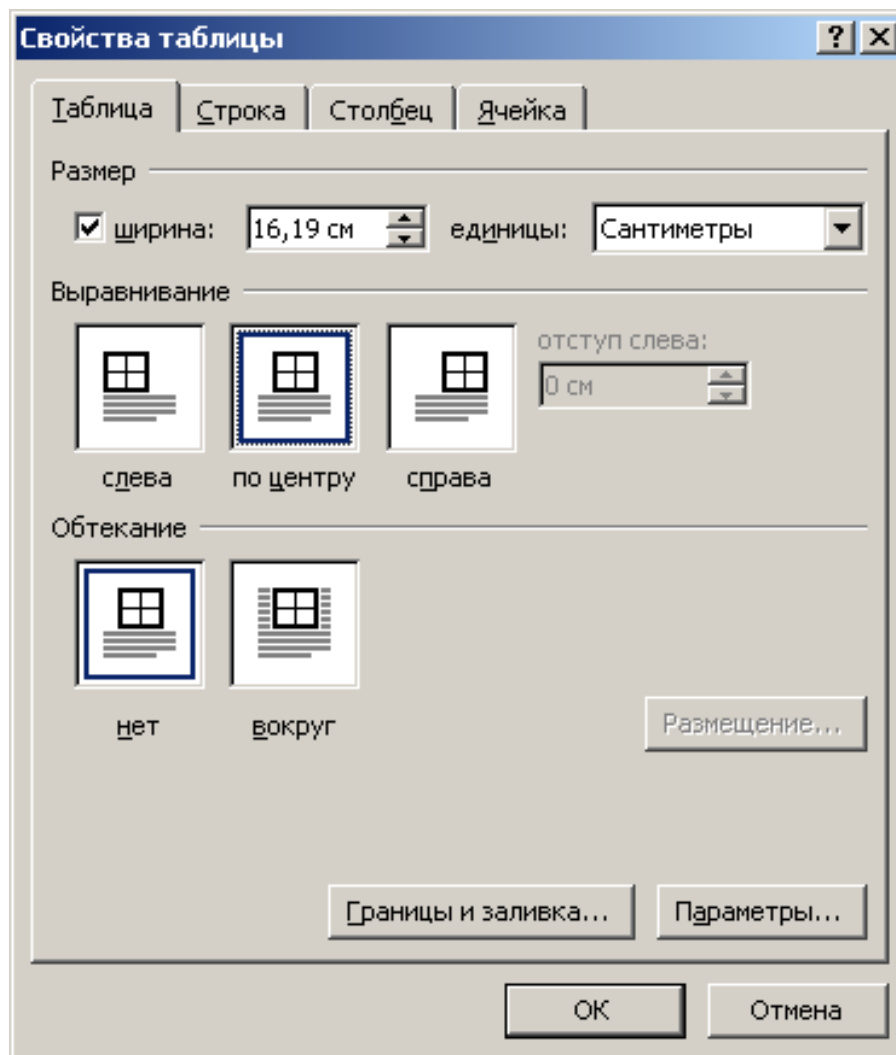 Свойства таблицы
Таблица Строка Столбец Ячейка
Размер
ширина: 16,19 см единицы: Сантиметры
Выравнивание
отступ слева:
0 см
слева по центру справа
Обтекание
нет вокруг
Размещение...
Границы и заливка... Параметры...
ОК Отмена